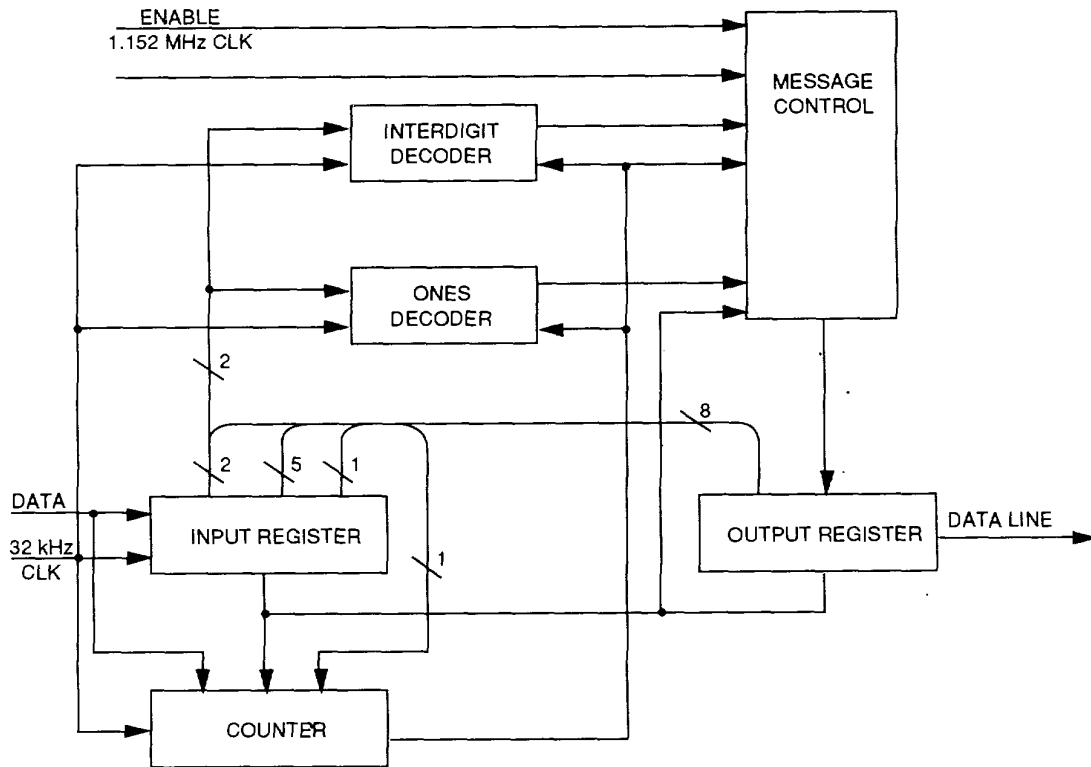 ENABLE
1.152 MHz CLK
MESSAGE
CONTROL
INTERDIGIT
DECODER
ONES
DECODER
2
8
2
5
1
DATA
INPUT REGISTER
OUTPUT REGISTER
DATA LINE
32 kHz
CLK
1
COUNTER